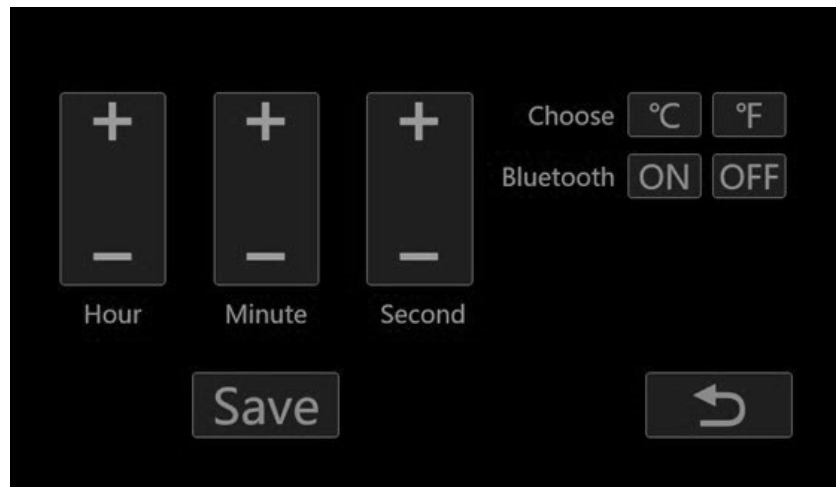 + + + Choose °C °F
Bluetooth ON OFF
− − −
Hour Minute Second
Save